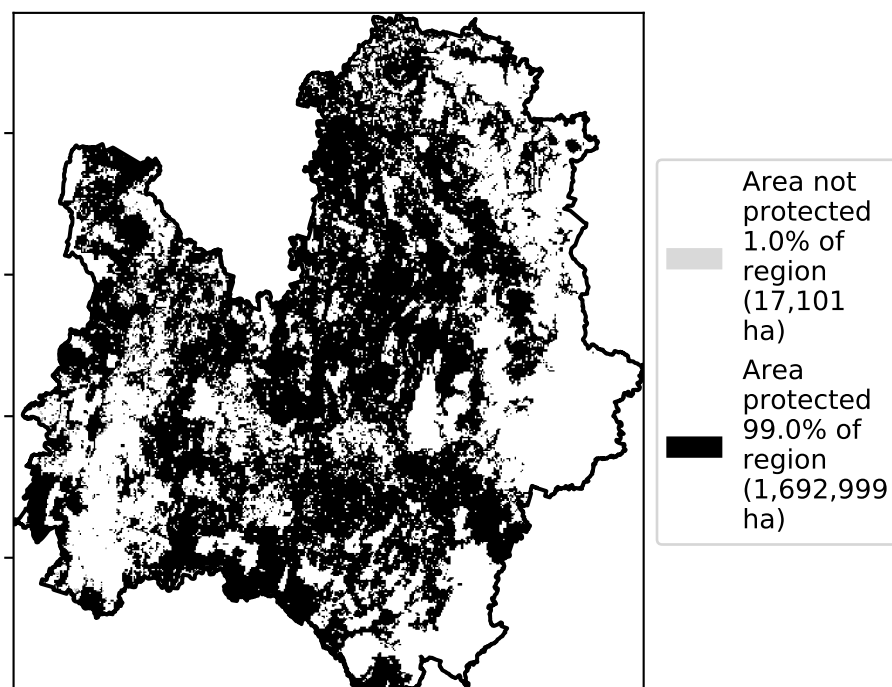 Area not
protected
1.0% of
region
(17,101
ha)
Area
protected
99.0% of
region
(1,692,999
ha)